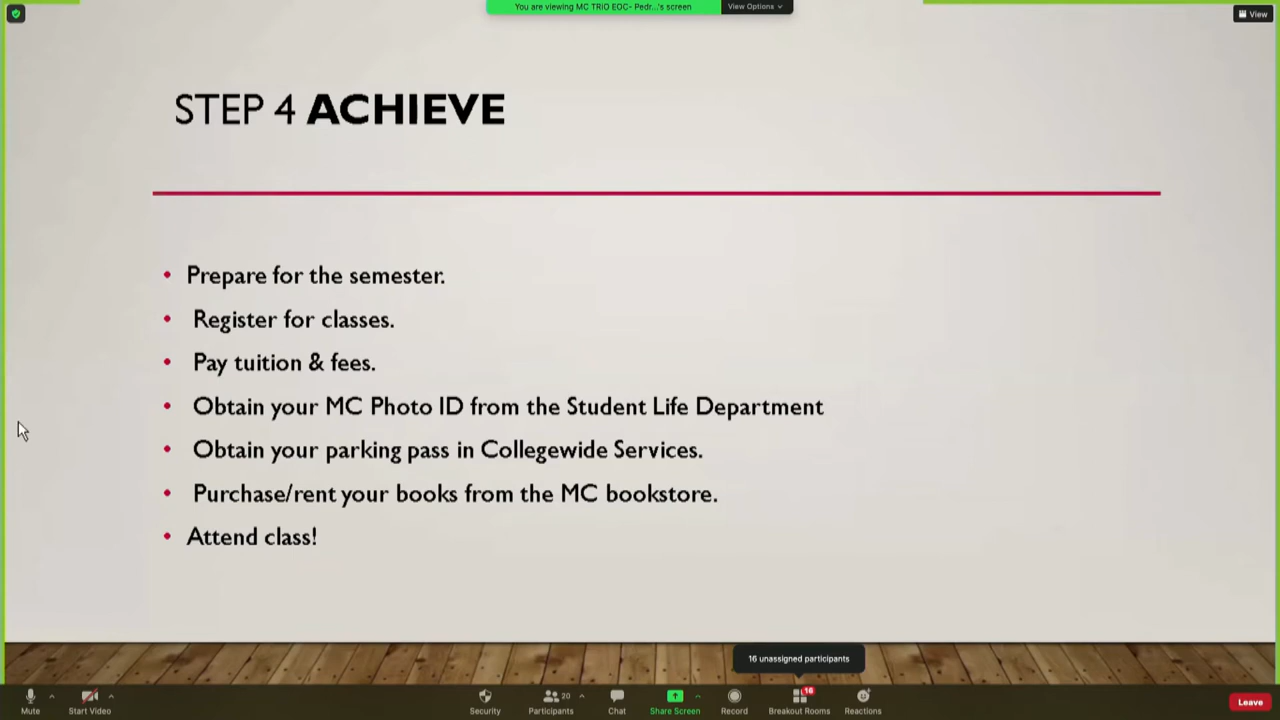 You are viewing MC TRIO EOC- Pedr...'s screen
View Options
View
STEP 4 ACHIEVE
• Prepare for the semester.
• Register for classes.
• Pay tuition & fees.
• Obtain your MC Photo ID from the Student Life Department
• Obtain your parking pass in Collegewide Services.
• Purchase/rent your books from the MC bookstore.
• Attend class!
16 unassigned participants
20
16
Mute
Start Video
Security
Participants
Chat
Share Screen
Record
Breakout Rooms
Reactions
Leave